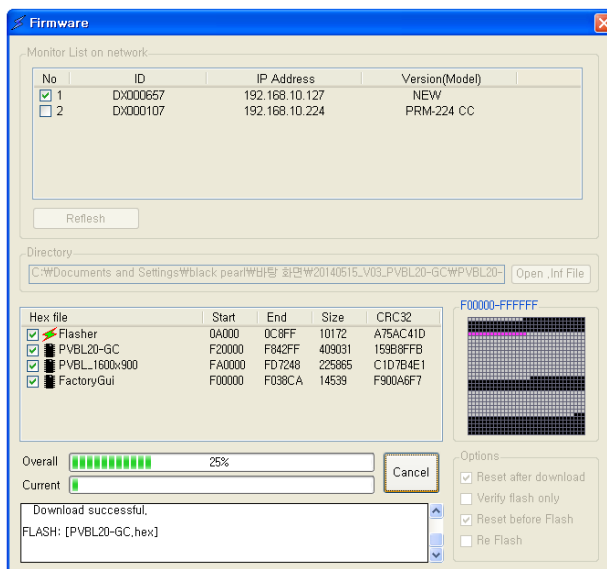 Firmware
Monitor List on network
No ID IP Address Version(Model)
1 DX000657 192.168.10.127 NEW
2 DX000107 192.168.10.224 PRM-224 CC
Reflesh
Directory
C:₩Documents and Settings₩black pearl₩바탕 화면₩20140515_V03_PVBL20-GC₩PVBL20- Open ,Inf File
Hex file Start End Size CRC32
Flasher 0A000 0C8FF 10172 A75AC41D
PVBL20-GC F20000 F842FF 409031 159B8FFB
PVBL_1600x900 FA0000 FD7248 225865 C1D7B4E1
FactoryGui F00000 F038CA 14539 F900A6F7
F00000-FFFFFF
Overall 25%
Current
Cancel
Download successful,
FLASH: [PVBL20-GC,hex]
Options
Reset after download
Verify flash only
Reset before Flash
Re Flash